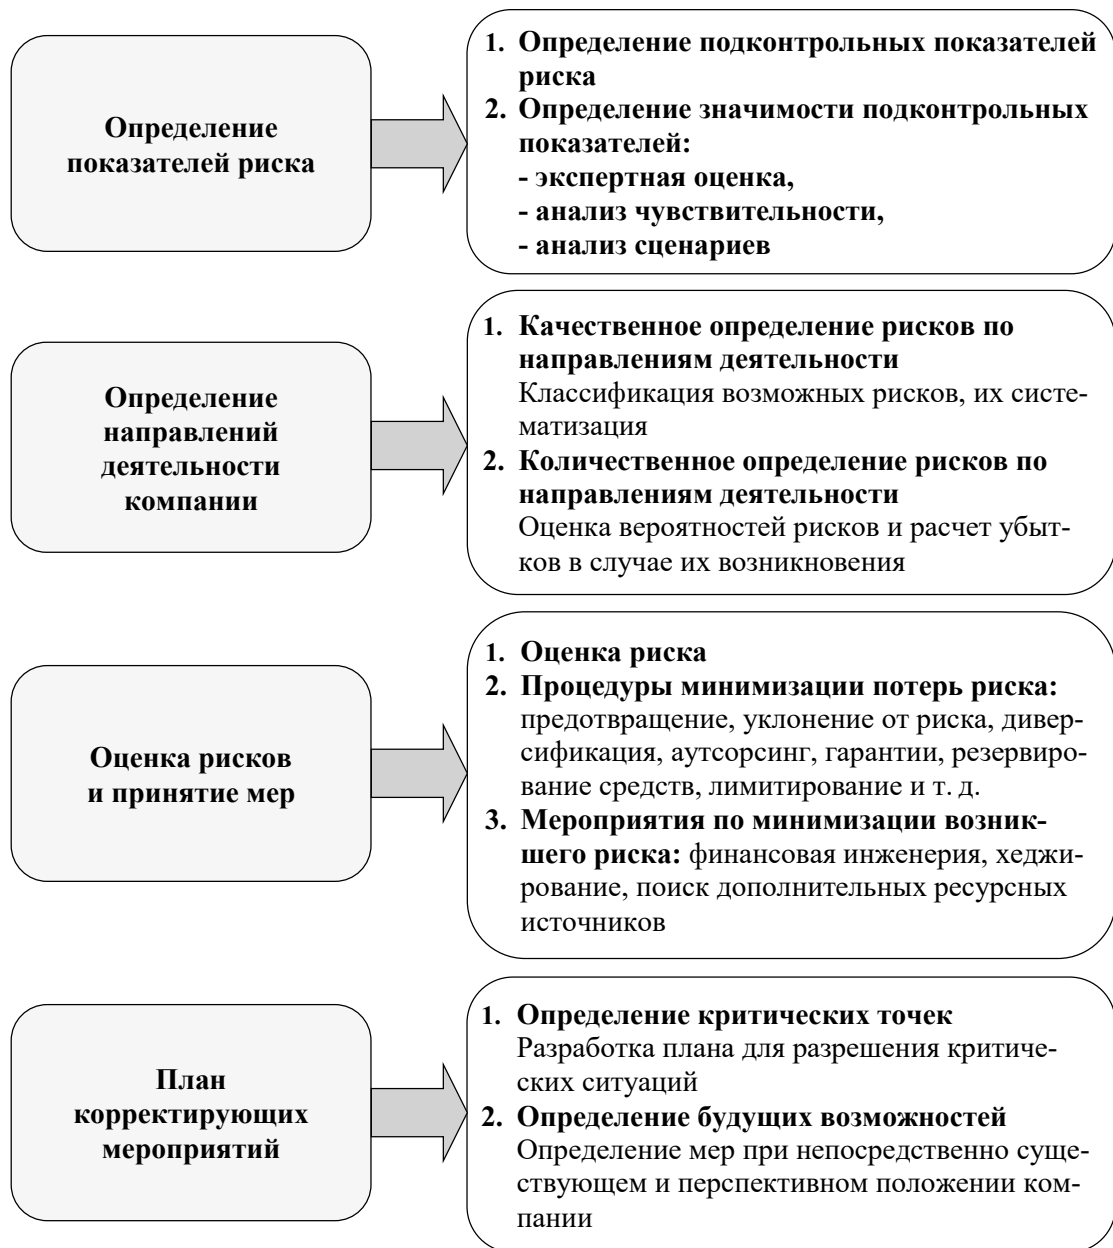 Определение
показателей риска
1. Определение подконтрольных показателей
риска
2. Определение значимости подконтрольных
показателей:
- экспертная оценка,
- анализ чувствительности,
- анализ сценариев
Определение
направлений
деятельности
компании
1. Качественное определение рисков по
направлениям деятельности
Классификация возможных рисков, их систе-
матизация
2. Количественное определение рисков по
направлениям деятельности
Оценка вероятностей рисков и расчет убыт-
ков в случае их возникновения
Оценка рисков
и принятие мер
1. Оценка риска
2. Процедуры минимизации потерь риска:
предотвращение, уклонение от риска, дивер-
сификация, аутсорсинг, гарантии, резервиро-
вание средств, лимитирование и т. д.
3. Мероприятия по минимизации возник-
шего риска: финансовая инженерия, хеджи-
рование, поиск дополнительных ресурсных
источников
План
корректирующих
мероприятий
1. Определение критических точек
Разработка плана для разрешения критиче-
ских ситуаций
2. Определение будущих возможностей
Определение мер при непосредственно суще-
ствующем и перспективном положении ком-
пании